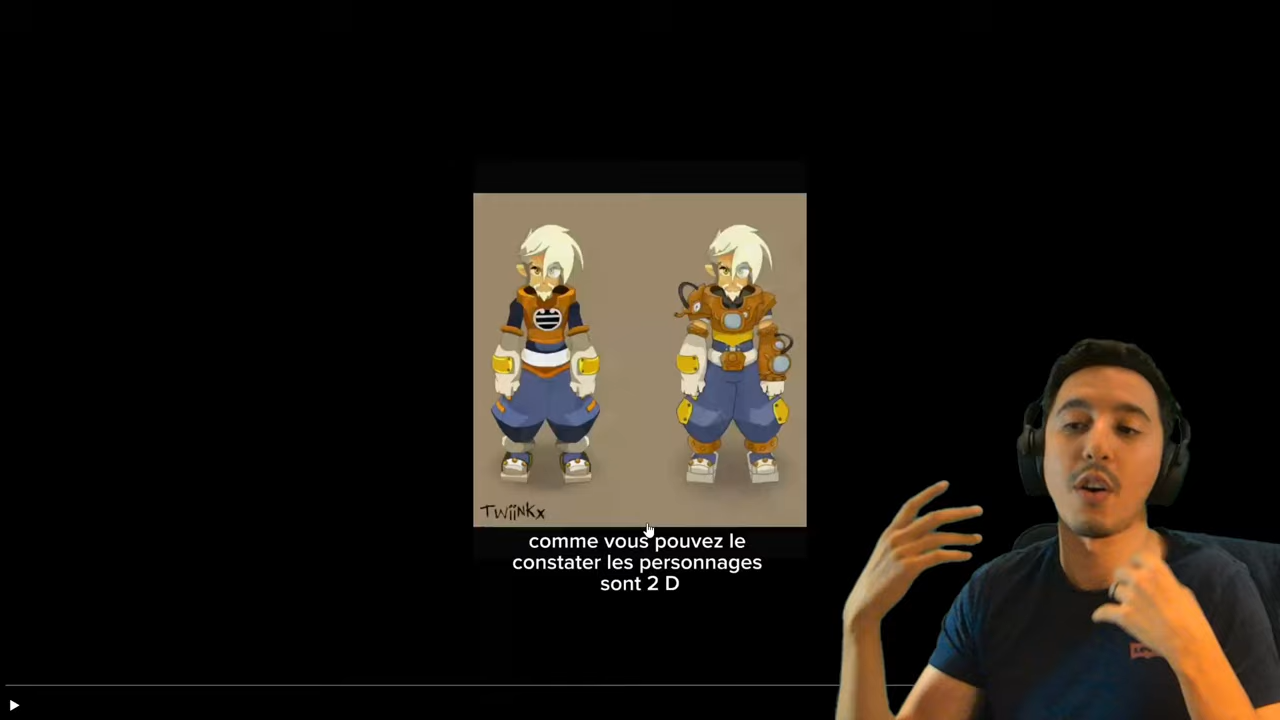 TWiiNKx
comme vous pouvez le
constater les personnages
sont 2 D